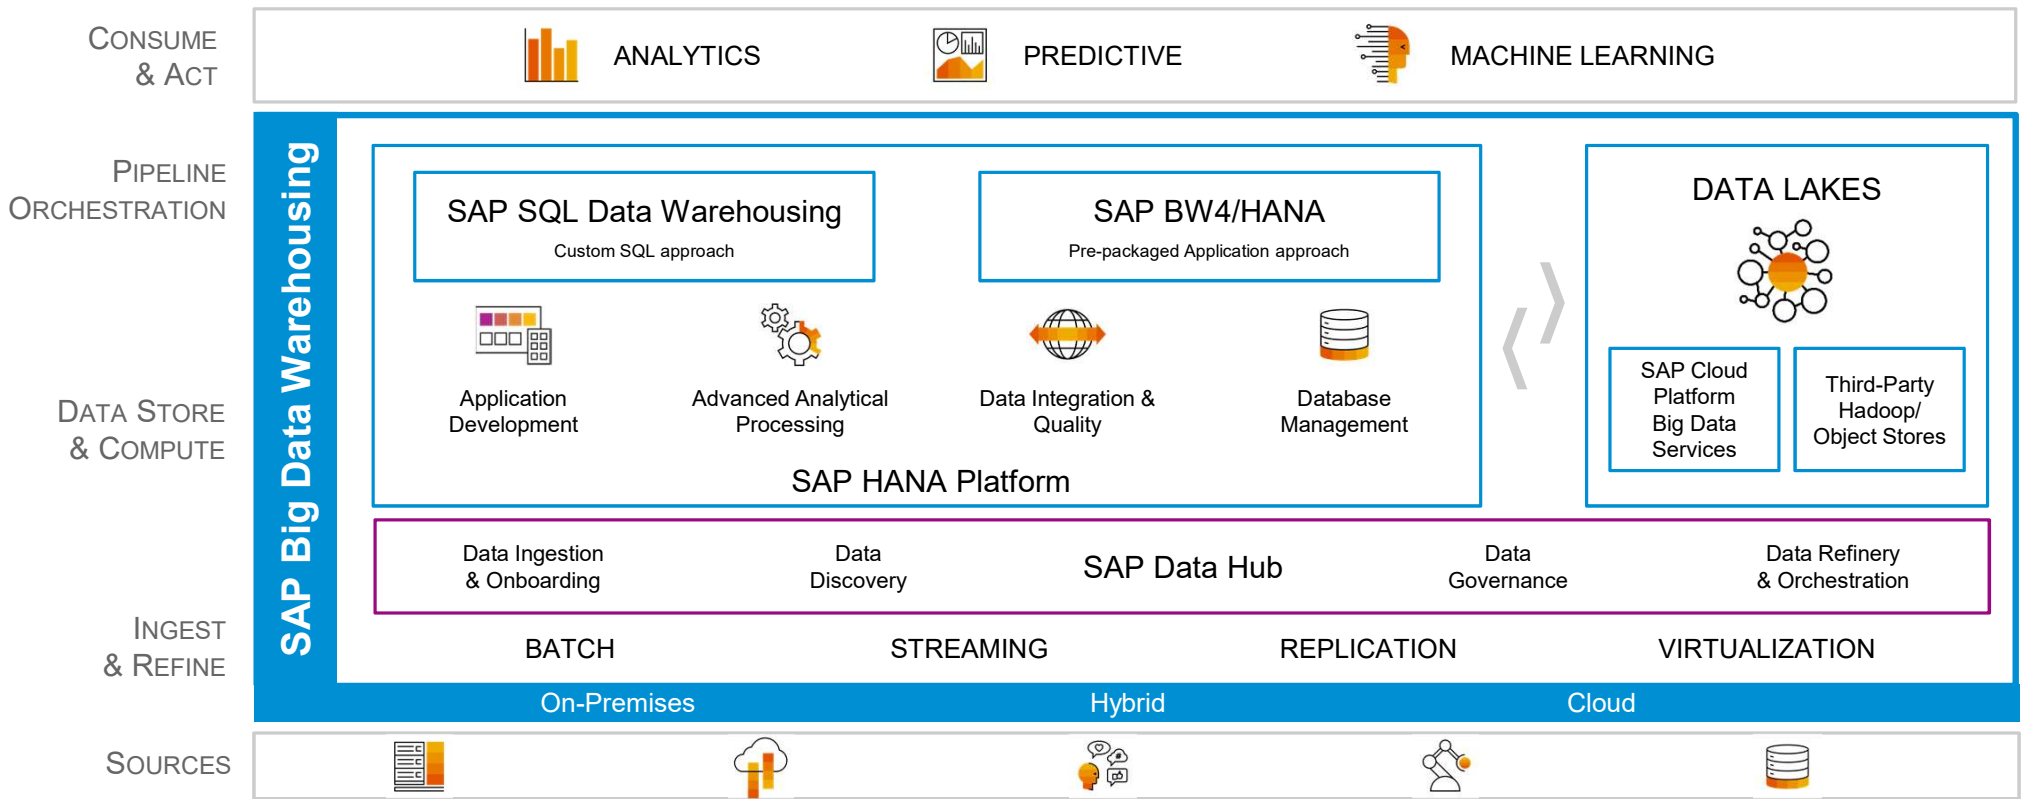 CONSUME
& ACT
ANALYTICS
PREDICTIVE
MACHINE LEARNING
SAP Big Data Warehousing
PIPELINE
ORCHESTRATION
SAP SQL Data Warehousing
Custom SQL approach
SAP BW4/HANA
Pre-packaged Application approach
DATA LAKES
DATA STORE
& COMPUTE
Application
Development
Advanced Analytical
Processing
Data Integration &
Quality
Database
Management
SAP HANA Platform
SAP Cloud
Platform
Big Data
Services
Third-Party
Hadoop/
Object Stores
Data Ingestion
& Onboarding
Data
Discovery
SAP Data Hub
Data
Governance
Data Refinery
& Orchestration
INGEST
& REFINE
BATCH
STREAMING
REPLICATION
VIRTUALIZATION
On-Premises
Hybrid
Cloud
SOURCES